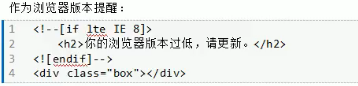 作为浏览器版本提醒：
1 <!--[if lte IE 8]>
2     <h2>你的浏览器版本过低，请更新。</h2>
3 <![endif]-->
4 <div class="box"></div>